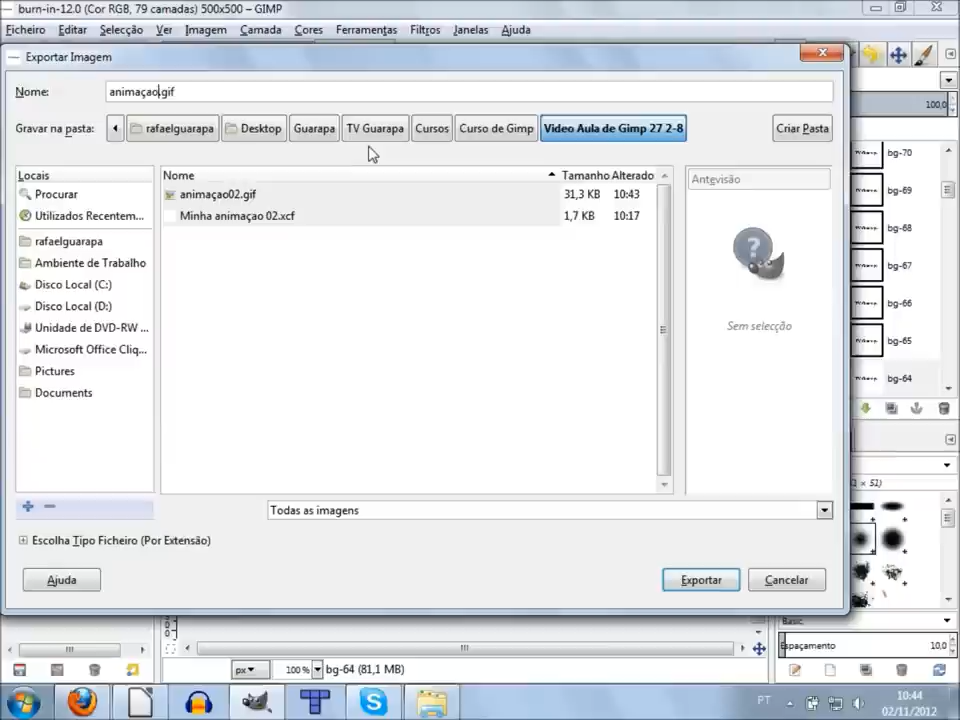 burn-in-12.0 (Cor RGB, 79 camadas) 500x500 – GIMP
Ficheiro Editar Selecção Ver Imagem Camada Cores Ferramentas Filtros Janelas Ajuda
Exportar Imagem
Nome: animaçao.gif
Gravar na pasta: rafaelguarapa Desktop Guarapa TV Guarapa Cursos Curso de Gimp Video Aula de Gimp 27 2-8 Criar Pasta
100,0
Locais
Procurar
Utilizados Recentem...
rafaelguarapa
Ambiente de Trabalho
Disco Local (C:)
Disco Local (D:)
Unidade de DVD-RW ...
Microsoft Office Cliq...
Pictures
Documents
Nome Tamanho Alterado
animaçao02.gif 31,3 KB 10:43
Minha animaçao 02.xcf 1,7 KB 10:17
Antevisão
Sem selecção
bg-70
bg-69
bg-68
bg-67
bg-66
bg-65
bg-64
Todas as imagens
Escolha Tipo Ficheiro (Por Extensão)
Ajuda Exportar Cancelar
× 51)
Basic,
Espaçamento 10,0
px 100 % bg-64 (81,1 MB)
PT
10:44
02/11/2012